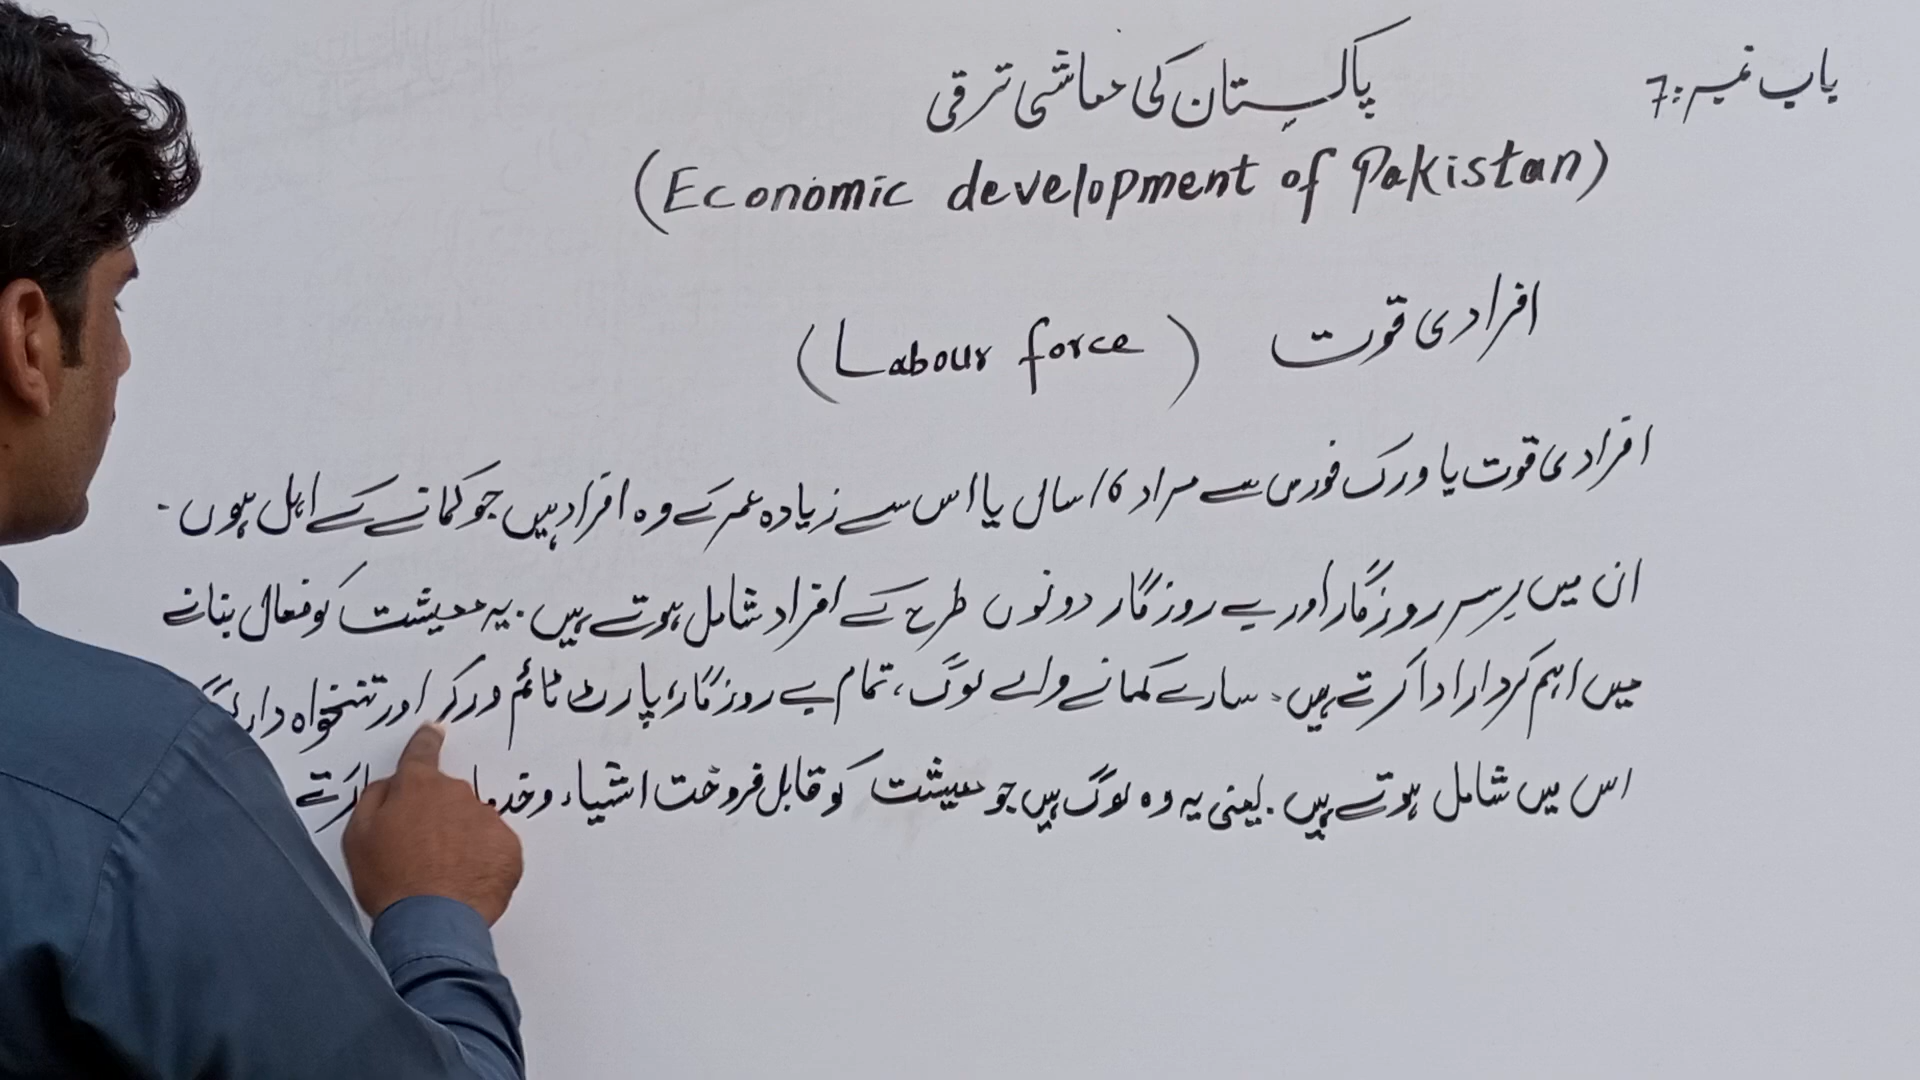 باب نمبر:7
پاکستان کی معاشی ترقی
(Economic development of Pakistan)
افرادی قوت (Labour force)
افرادی قوت یا ورک فورس سے مراد 16 سال یا اس سے زیادہ عمر کے وہ افراد ہیں جو کمانے کے اہل ہوں۔
ان میں برسر روزگار اور بے روزگار دونوں طرح کے افراد شامل ہوتے ہیں۔ یہ معیشت کو فعال بنانے
میں اہم کردار ادا کرتے ہیں۔ سارے کمانے والے لوگ، تمام بے روزگار، پارٹ ٹائم ورکر اور تنخواہ دار
اس میں شامل ہوتے ہیں۔ یعنی یہ وہ لوگ ہیں جو معیشت کو قابل فروخت اشیاء و کرتے